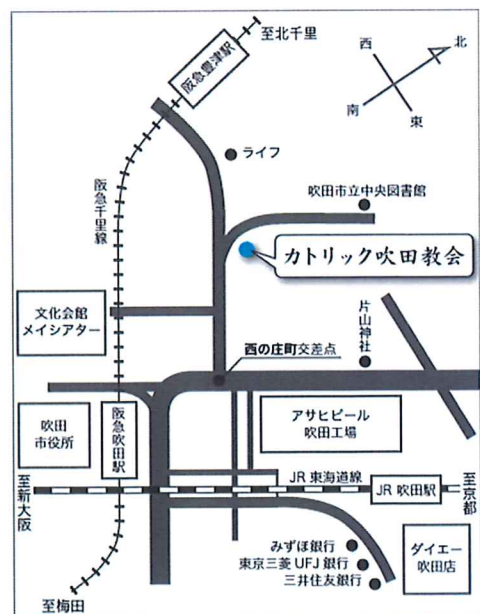 至北千里
阪急豊津駅
西
北
南
東
ライフ
阪急千里線
吹田市立中央図書館
カトリック吹田教会
文化会館
メイシアター
片山神社
西の庄町交差点
吹田
市役所
阪急吹田駅
アサヒビール
吹田工場
至新大阪
JR 東海道線
JR 吹田駅
至京都
みずほ銀行
東京三菱 UFJ 銀行
三井住友銀行
ダイエー
吹田店
至梅田